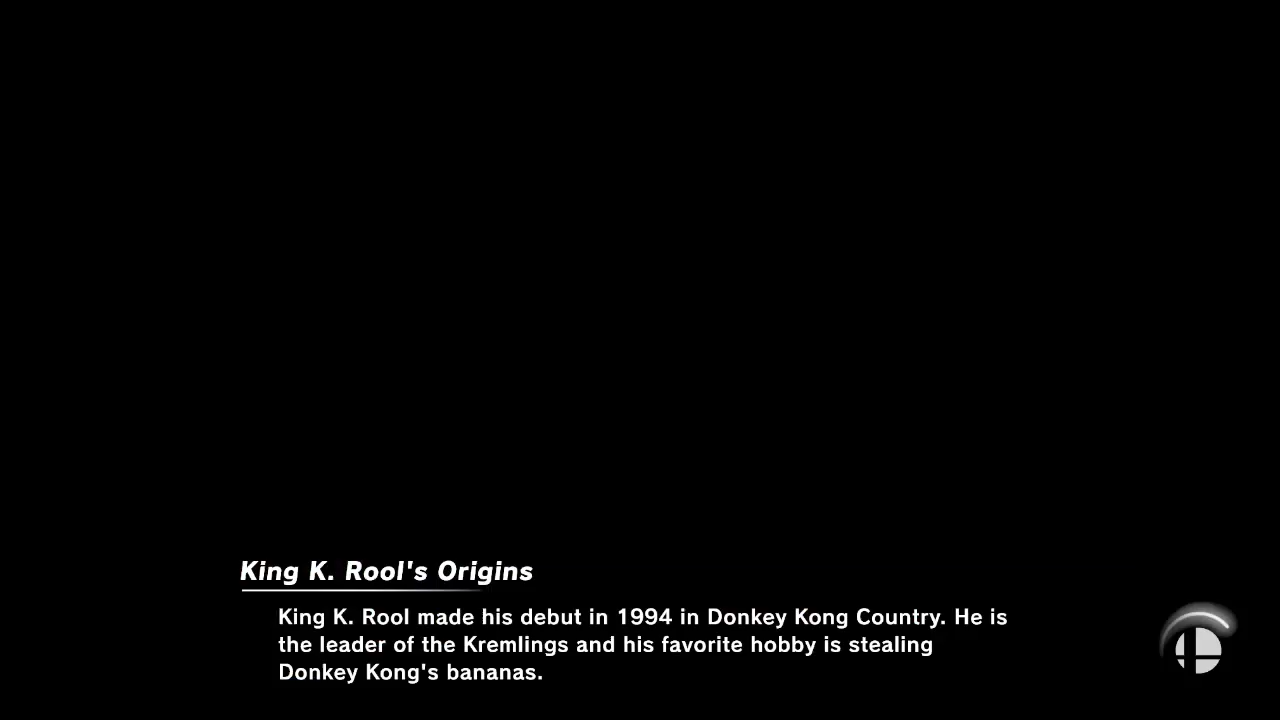 King K. Rool's Origins
King K. Rool made his debut in 1994 in Donkey Kong Country. He is
the leader of the Kremlings and his favorite hobby is stealing
Donkey Kong's bananas.